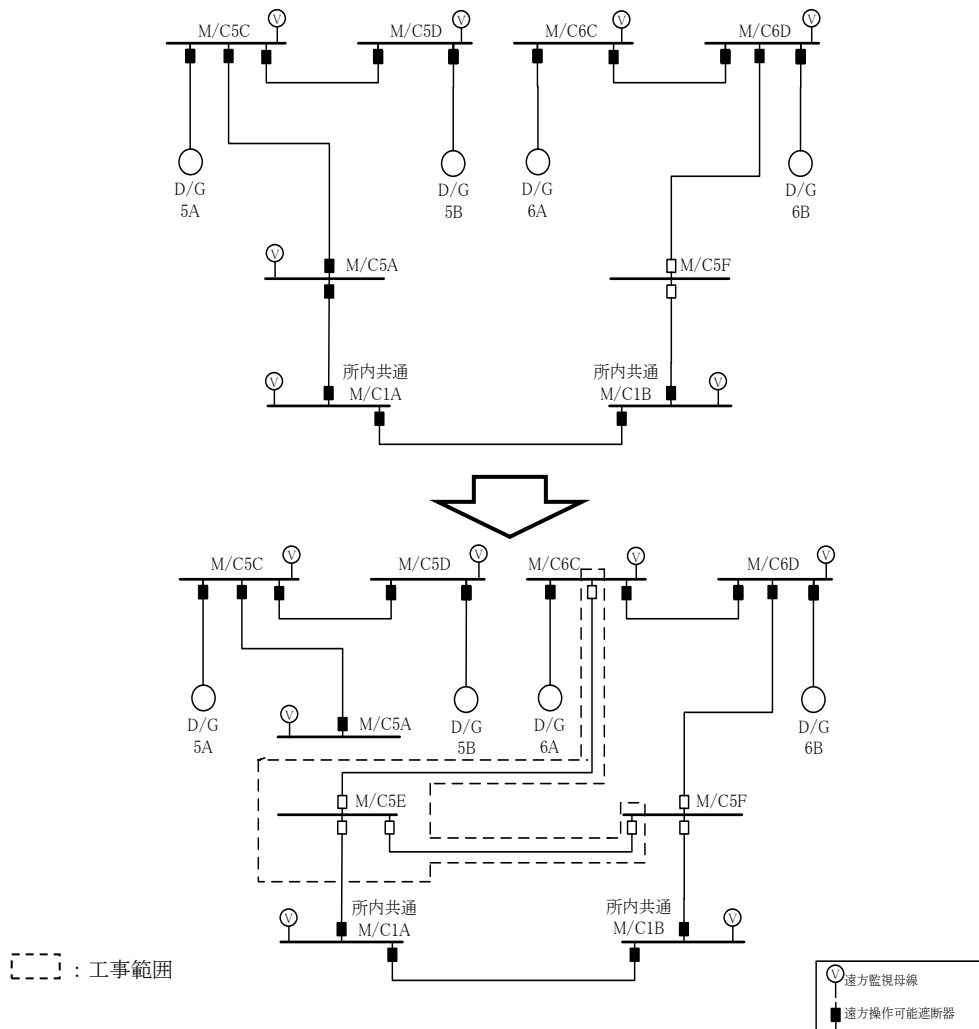 M/C5C
V
M/C5D
V
M/C6C
V
M/C6D
V
D/G
5A
D/G
5B
D/G
6A
D/G
6B
V
M/C5A
M/C5F
V
所内共通
M/C1A
所内共通
M/C1B
V
M/C5C
V
M/C5D
V
M/C6C
V
M/C6D
V
D/G
5A
D/G
5B
D/G
6A
D/G
6B
V
M/C5A
M/C5E
M/C5F
V
所内共通
M/C1A
所内共通
M/C1B
V
：工事範囲
V 遠方監視母線
遠方操作可能遮断器